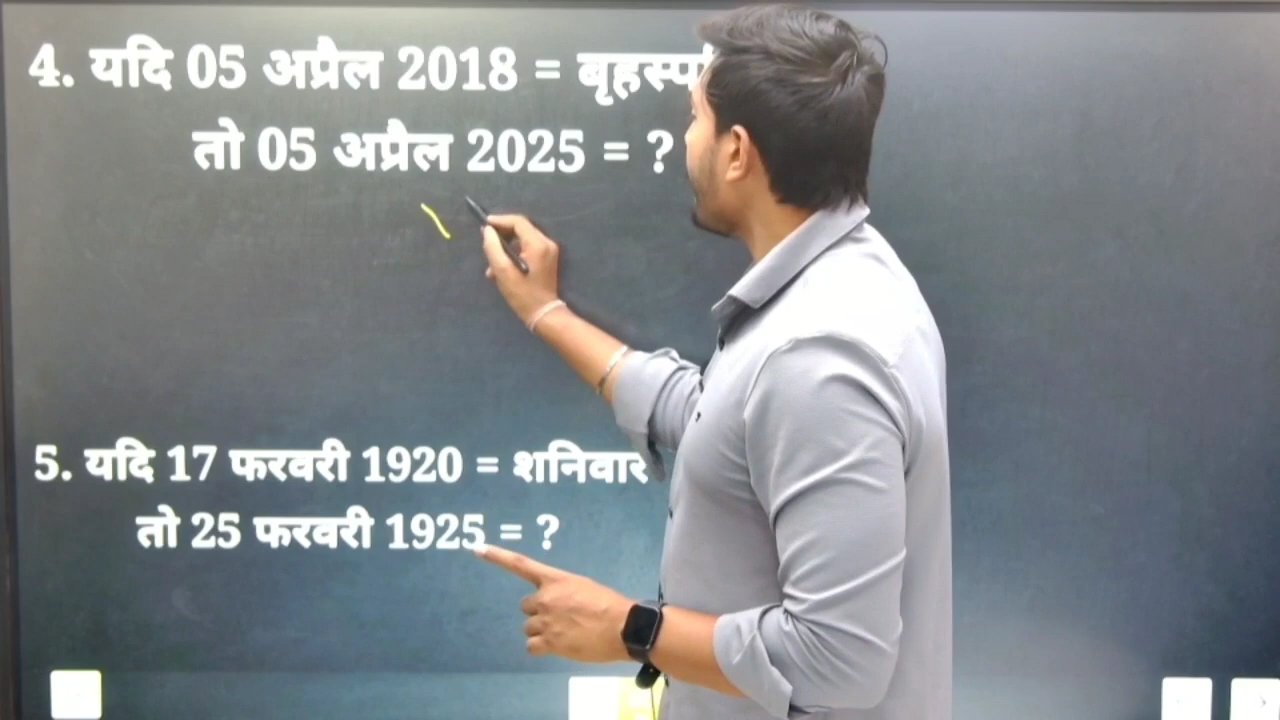 4. यदि 05 अप्रैल 2018 =
तो 05 अप्रैल 2025 = ?
5. यदि 17 फरवरी 1920 = शनिवार
तो 25 फरवरी 1925 = ?